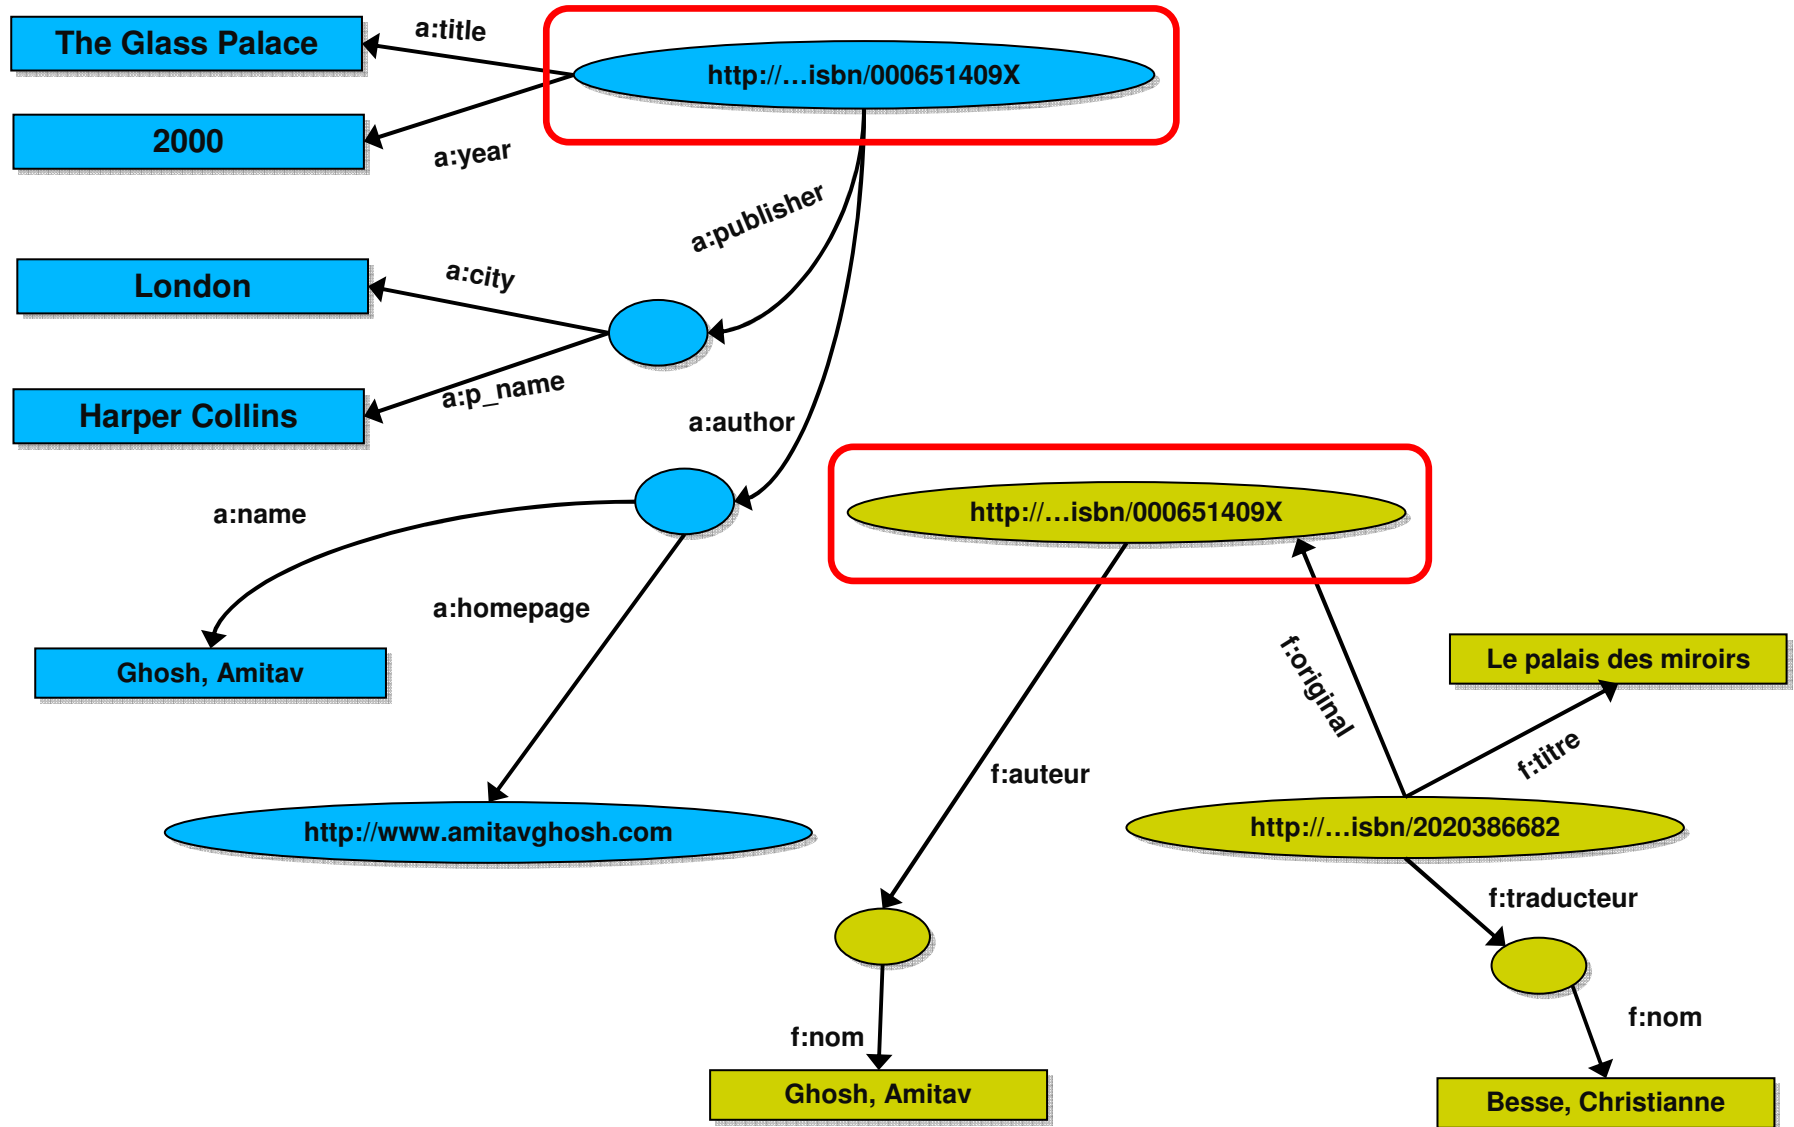 The Glass Palace
a:title
http://…isbn/000651409X
2000
a:year
a:publisher
London
a:city
Harper Collins
a:p_name
a:author
a:name
http://…isbn/000651409X
a:homepage
Ghosh, Amitav
f:original
Le palais des miroirs
f:titre
f:auteur
http://www.amitavghosh.com
http://…isbn/2020386682
f:traducteur
f:nom
f:nom
Ghosh, Amitav
Besse, Christianne